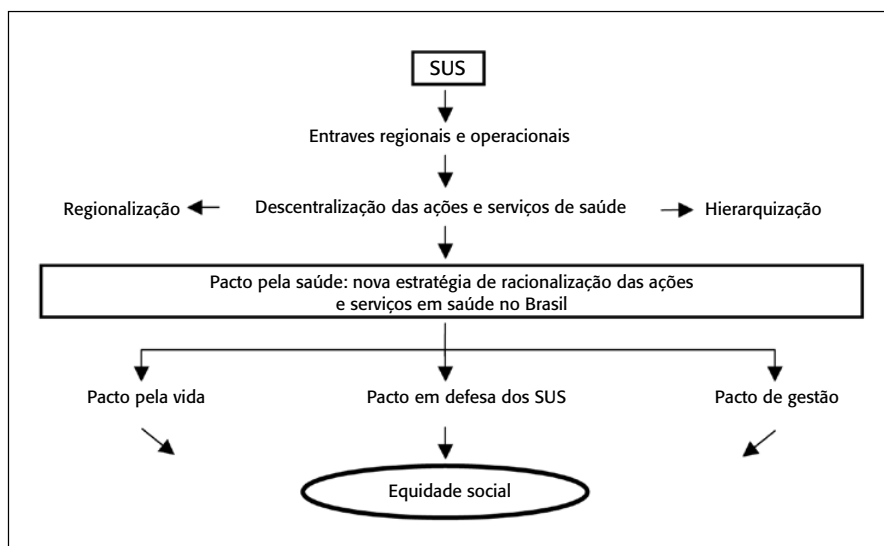 SUS
Entraves regionais e operacionais
Regionalização
Descentralização das ações e serviços de saúde
Hierarquização
Pacto pela saúde: nova estratégia de racionalização das ações
e serviços em saúde no Brasil
Pacto pela vida
Pacto em defesa dos SUS
Pacto de gestão
Equidade social